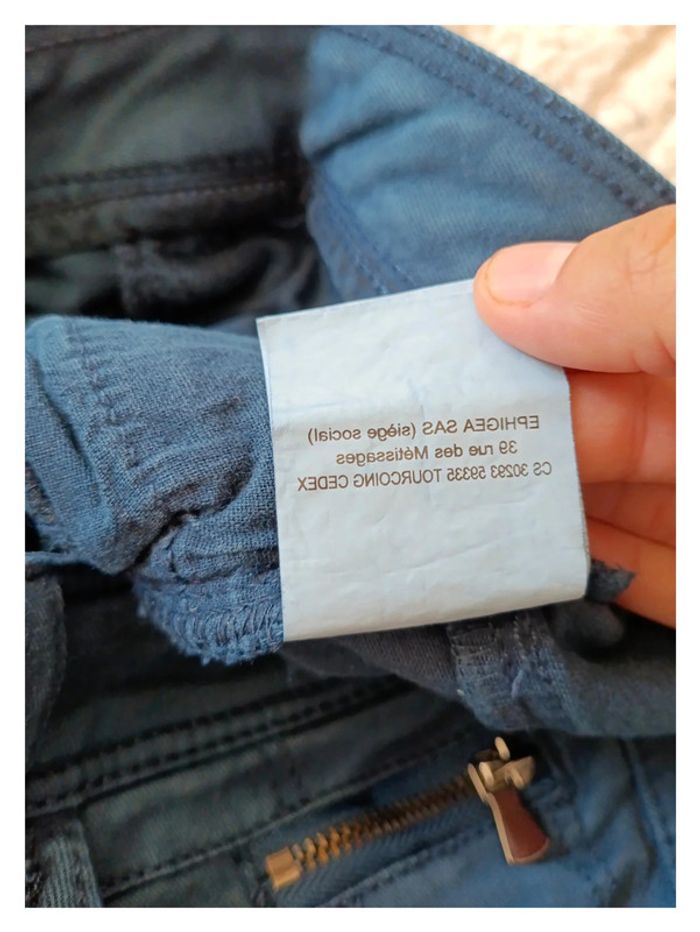 EPHIGEA SAS (siège social)
39 rue des Métissages
CS 30293 59335 TOURCOING CEDEX